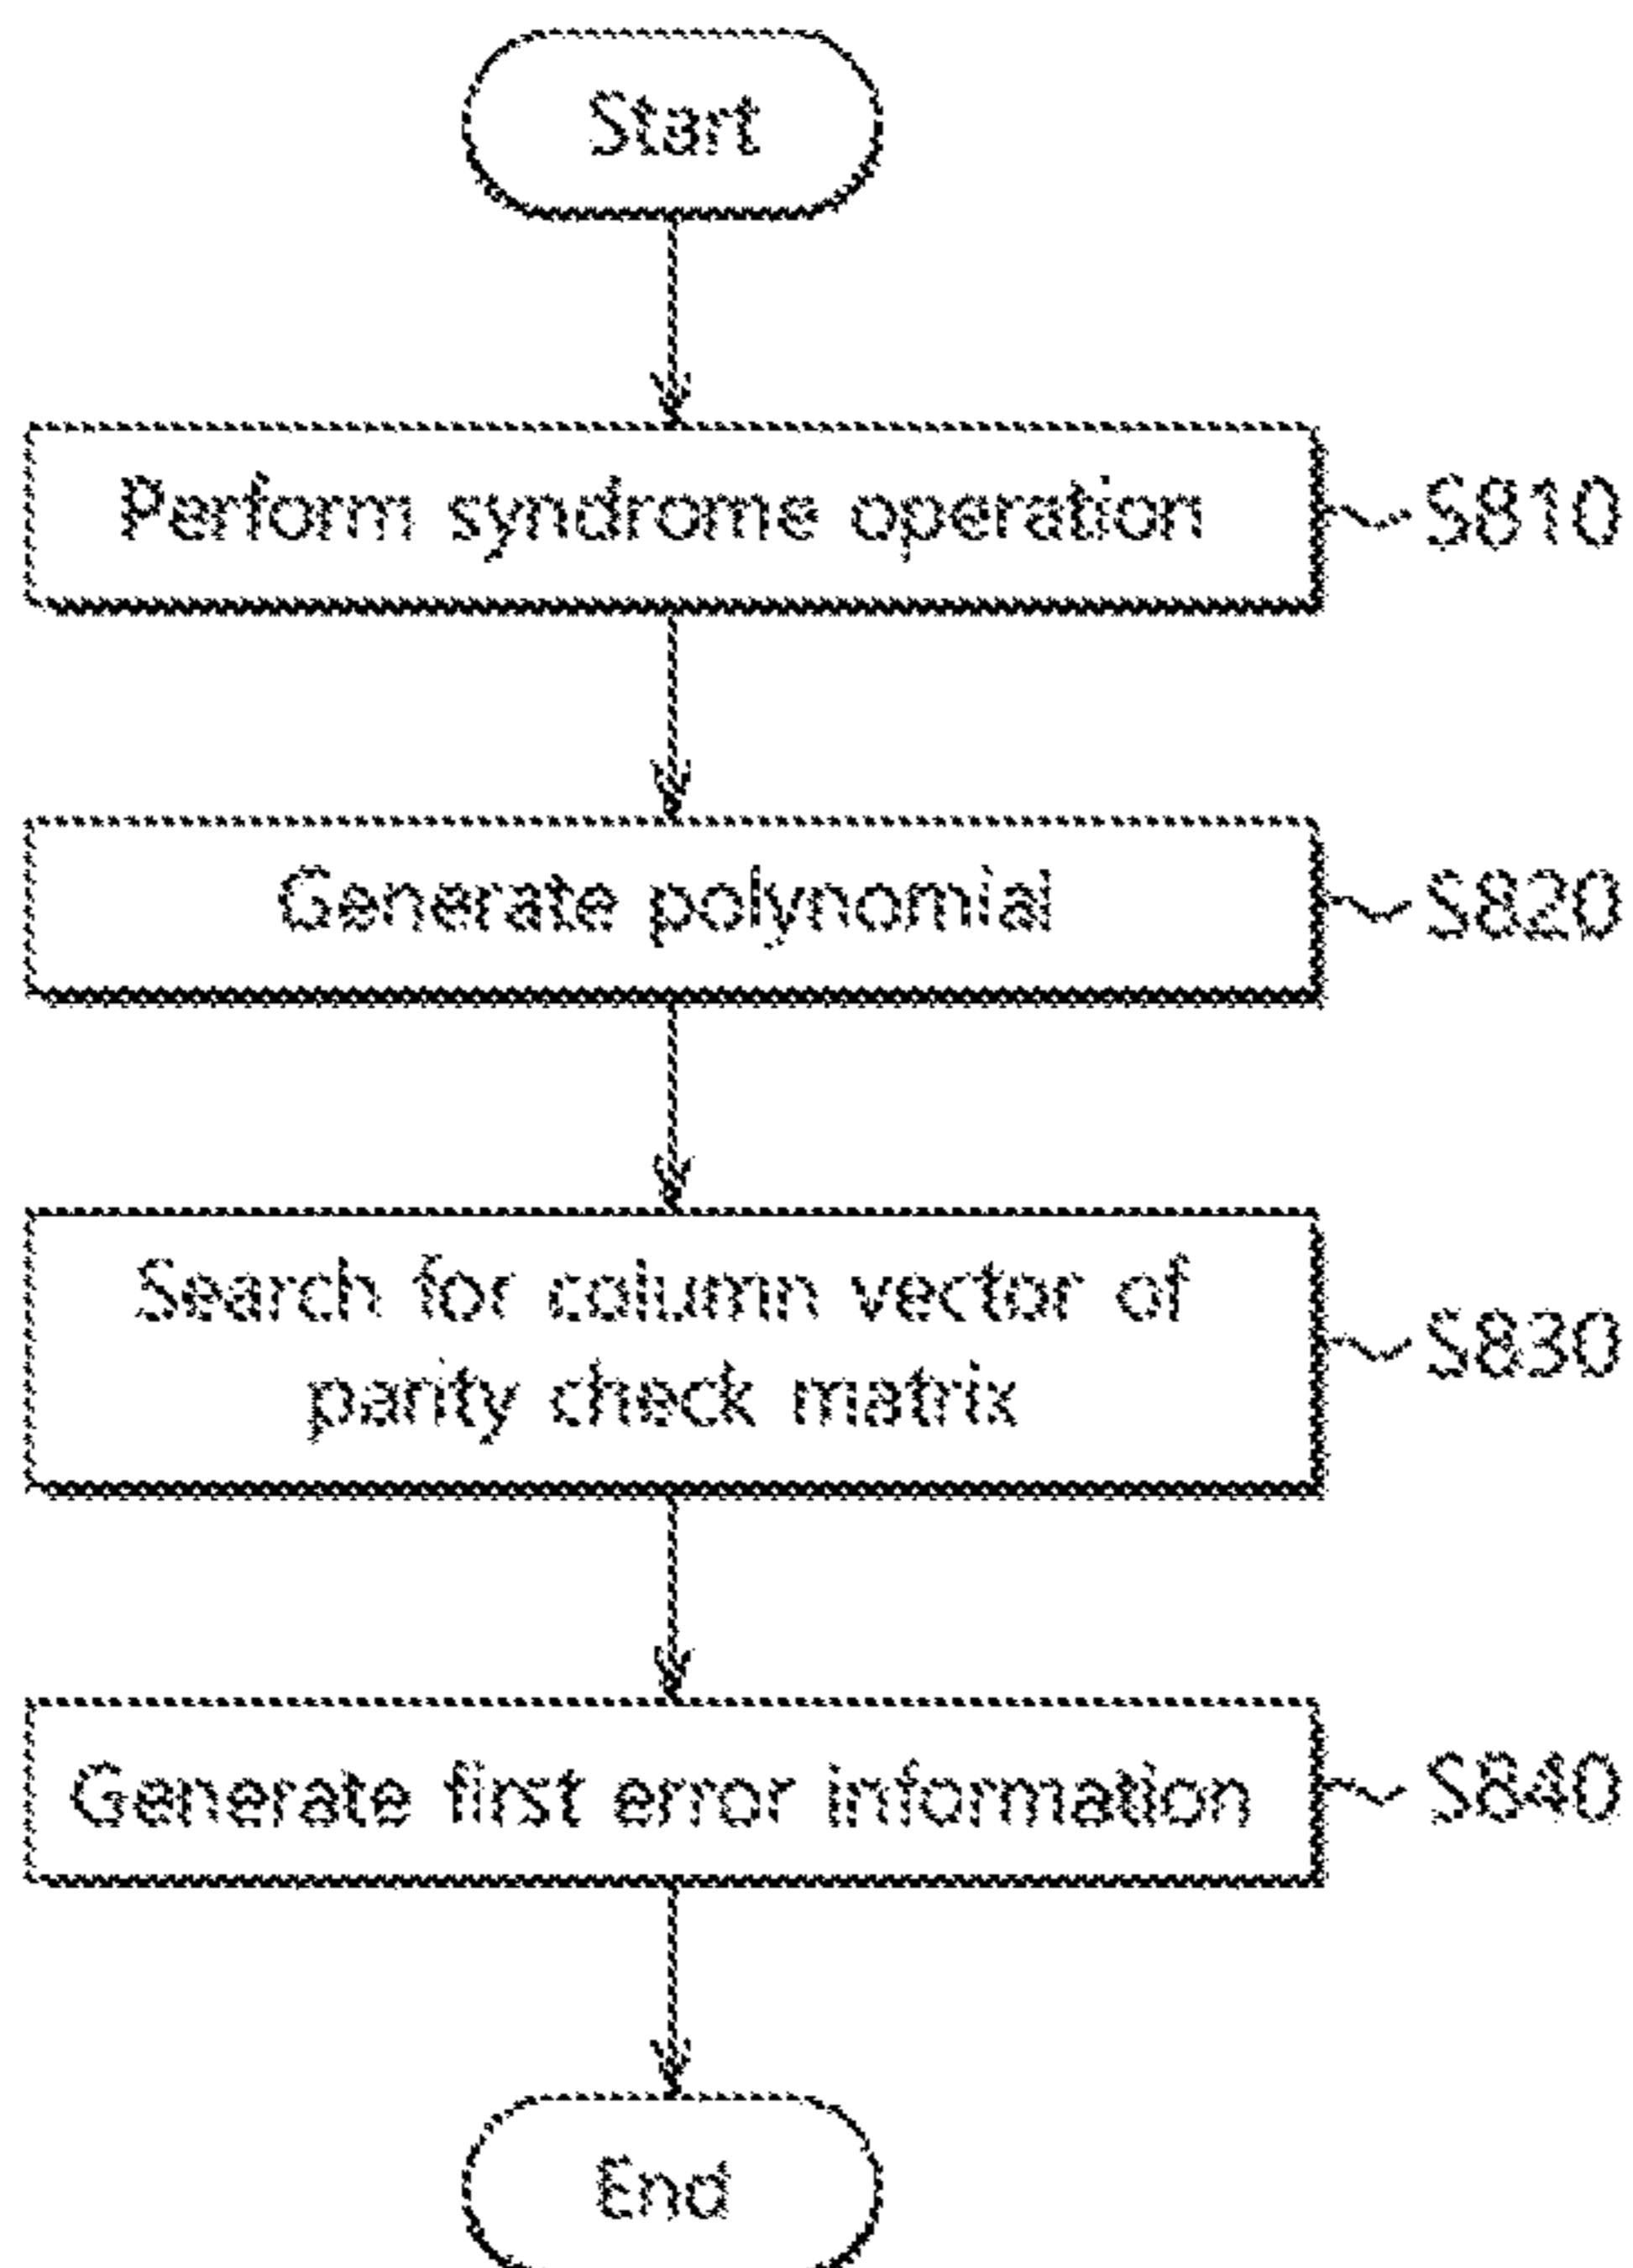 Start
Perform syndrome operation
S810
Generate polynomial
S820
Search for column vector of
parity check matrix
S830
Generate first error information
S840
End